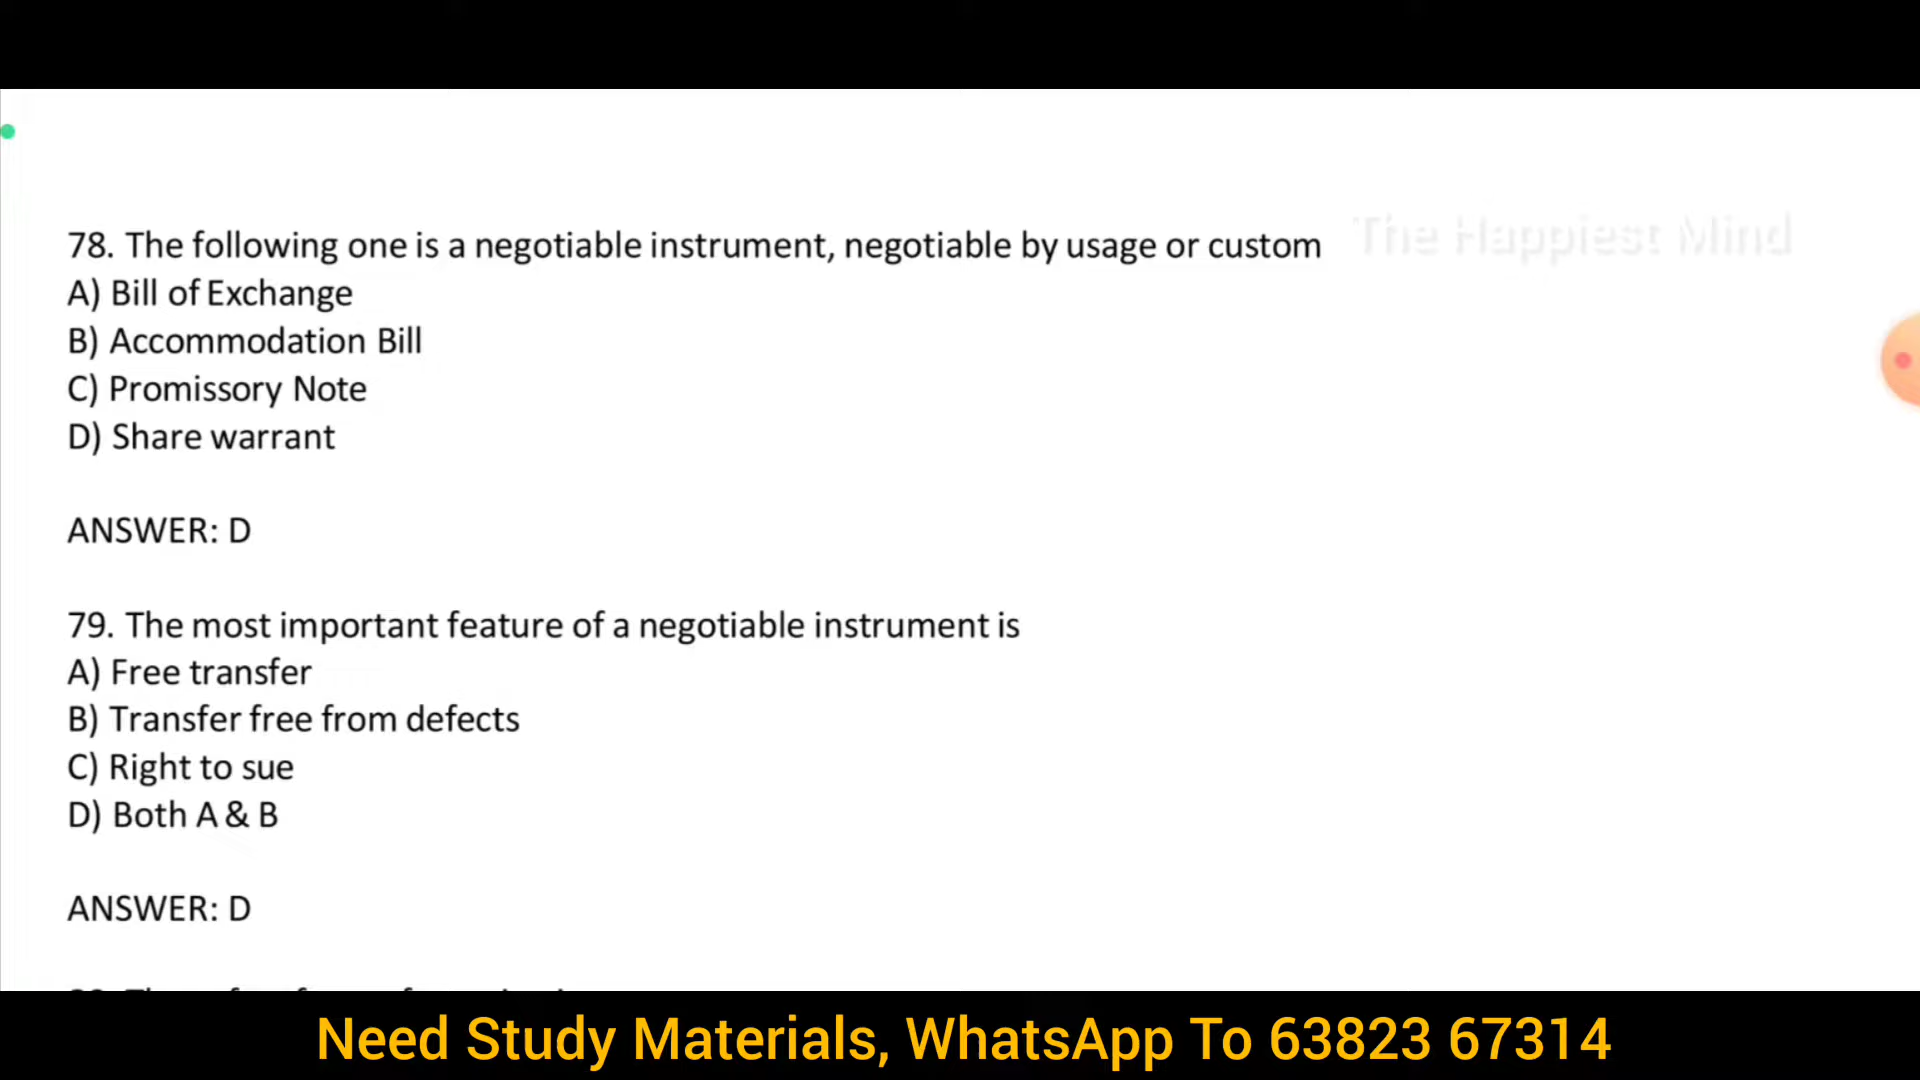 The Happiest Mind
78. The following one is a negotiable instrument, negotiable by usage or custom
A) Bill of Exchange
B) Accommodation Bill
C) Promissory Note
D) Share warrant
ANSWER: D
79. The most important feature of a negotiable instrument is
A) Free transfer
B) Transfer free from defects
C) Right to sue
D) Both A & B
ANSWER: D
Need Study Materials, WhatsApp To 63823 67314